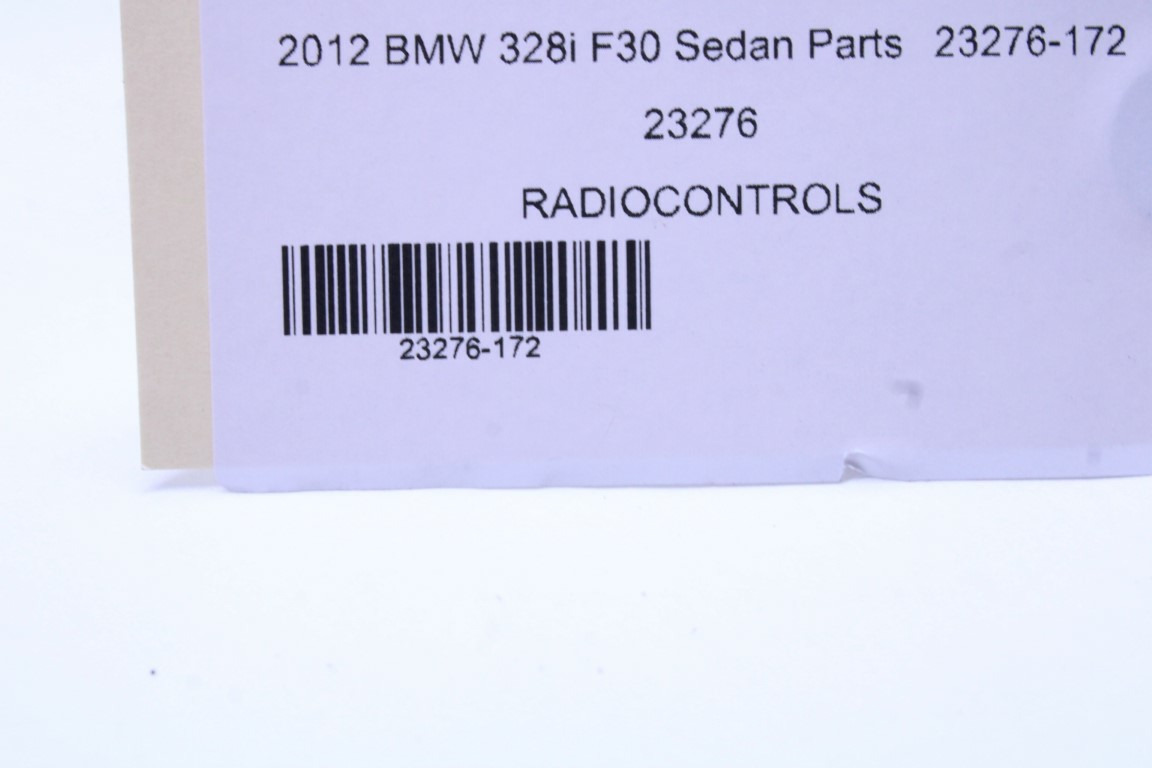 2012 BMW 328i F30 Sedan Parts 23276-172
23276
RADIOCONTROLS
23276-172